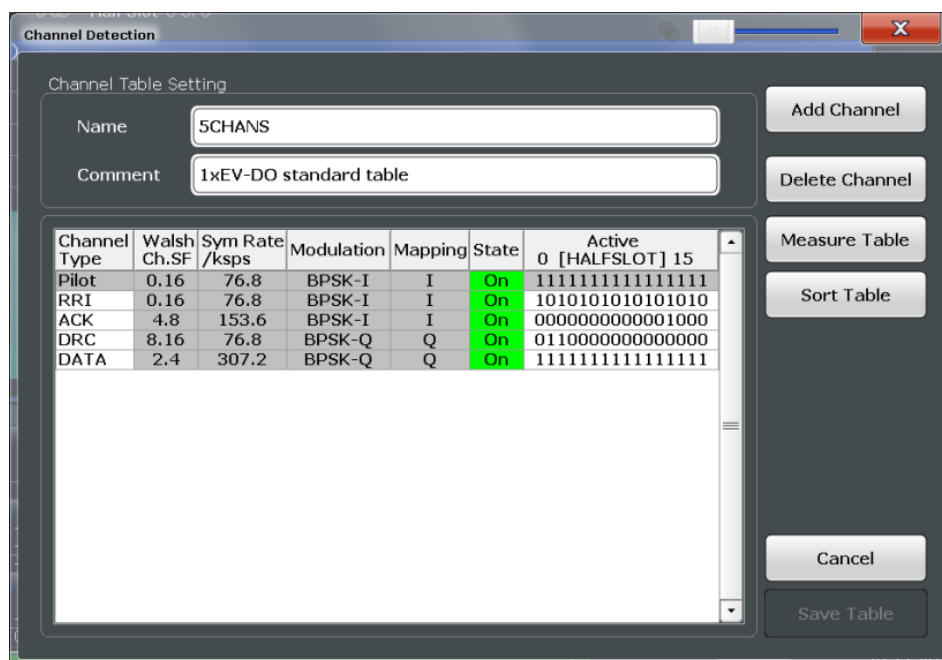 Channel Detection
X
Channel Table Setting
Name 5CHANS
Comment 1xEV-DO standard table
Add Channel
Delete Channel
Measure Table
Sort Table
Channel Type Walsh Ch.SF Sym Rate /ksps Modulation Mapping State Active 0 [HALFSLOT] 15
Pilot 0.16 76.8 BPSK-I I On 1111111111111111
RRI 0.16 76.8 BPSK-I I On 1010101010101010
ACK 4.8 153.6 BPSK-I I On 0000000000001000
DRC 8.16 76.8 BPSK-Q Q On 0110000000000000
DATA 2.4 307.2 BPSK-Q Q On 1111111111111111
Cancel
Save Table